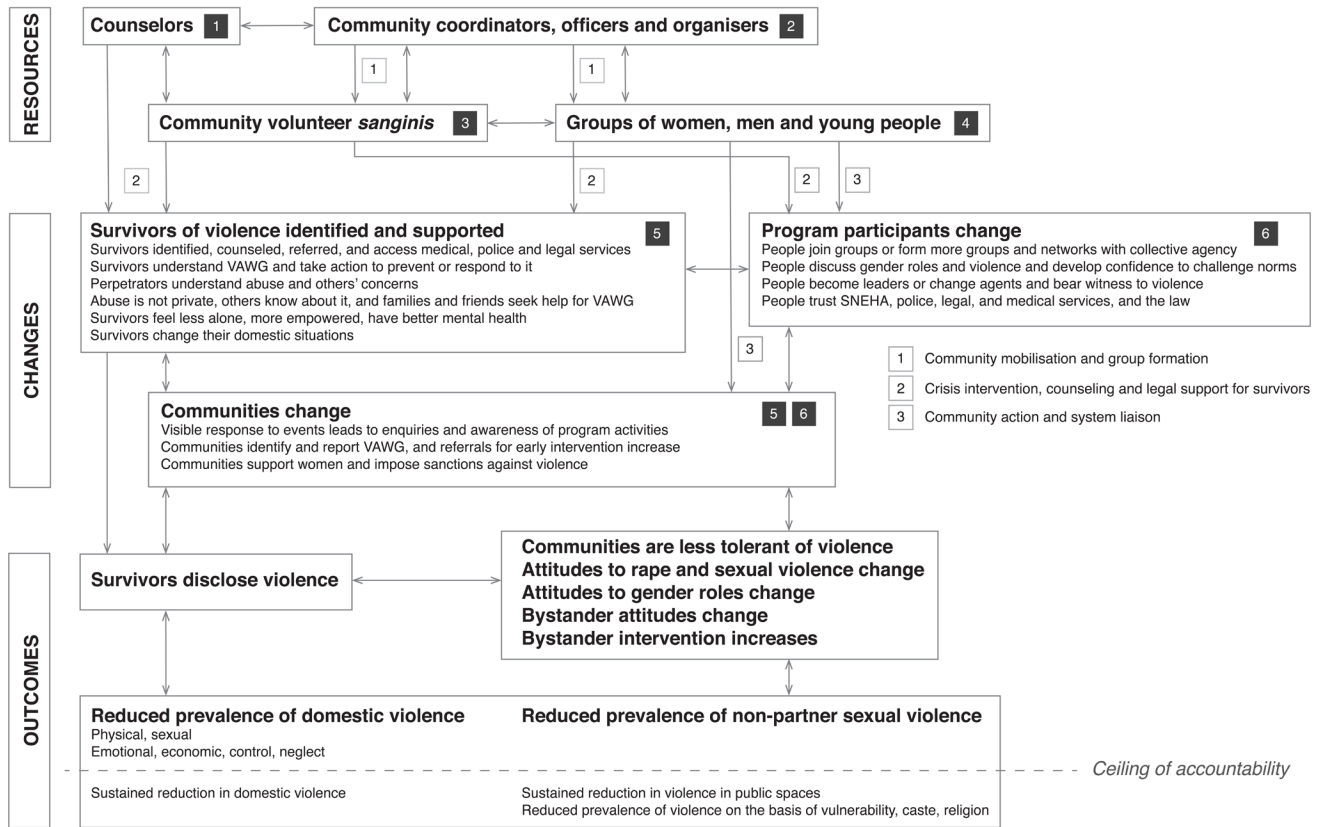 RESOURCES
Counselors 1
Community coordinators, officers and organisers 2
1
1
Community volunteer sanginis 3
Groups of women, men and young people 4
2
2
2
3
CHANGES
Survivors of violence identified and supported 5
Survivors identified, counseled, referred, and access medical, police and legal services
Survivors understand VAWG and take action to prevent or respond to it
Perpetrators understand abuse and others’ concerns
Abuse is not private, others know about it, and families and friends seek help for VAWG
Survivors feel less alone, more empowered, have better mental health
Survivors change their domestic situations
Program participants change 6
People join groups or form more groups and networks with collective agency
People discuss gender roles and violence and develop confidence to challenge norms
People become leaders or change agents and bear witness to violence
People trust SNEHA, police, legal, and medical services, and the law
3
1 Community mobilisation and group formation
2 Crisis intervention, counseling and legal support for survivors
3 Community action and system liaison
Communities change 5 6
Visible response to events leads to enquiries and awareness of program activities
Communities identify and report VAWG, and referrals for early intervention increase
Communities support women and impose sanctions against violence
OUTCOMES
Survivors disclose violence
Communities are less tolerant of violence
Attitudes to rape and sexual violence change
Attitudes to gender roles change
Bystander attitudes change
Bystander intervention increases
Reduced prevalence of domestic violence
Physical, sexual
Emotional, economic, control, neglect
Reduced prevalence of non-partner sexual violence
Ceiling of accountability
Sustained reduction in domestic violence
Sustained reduction in violence in public spaces
Reduced prevalence of violence on the basis of vulnerability, caste, religion